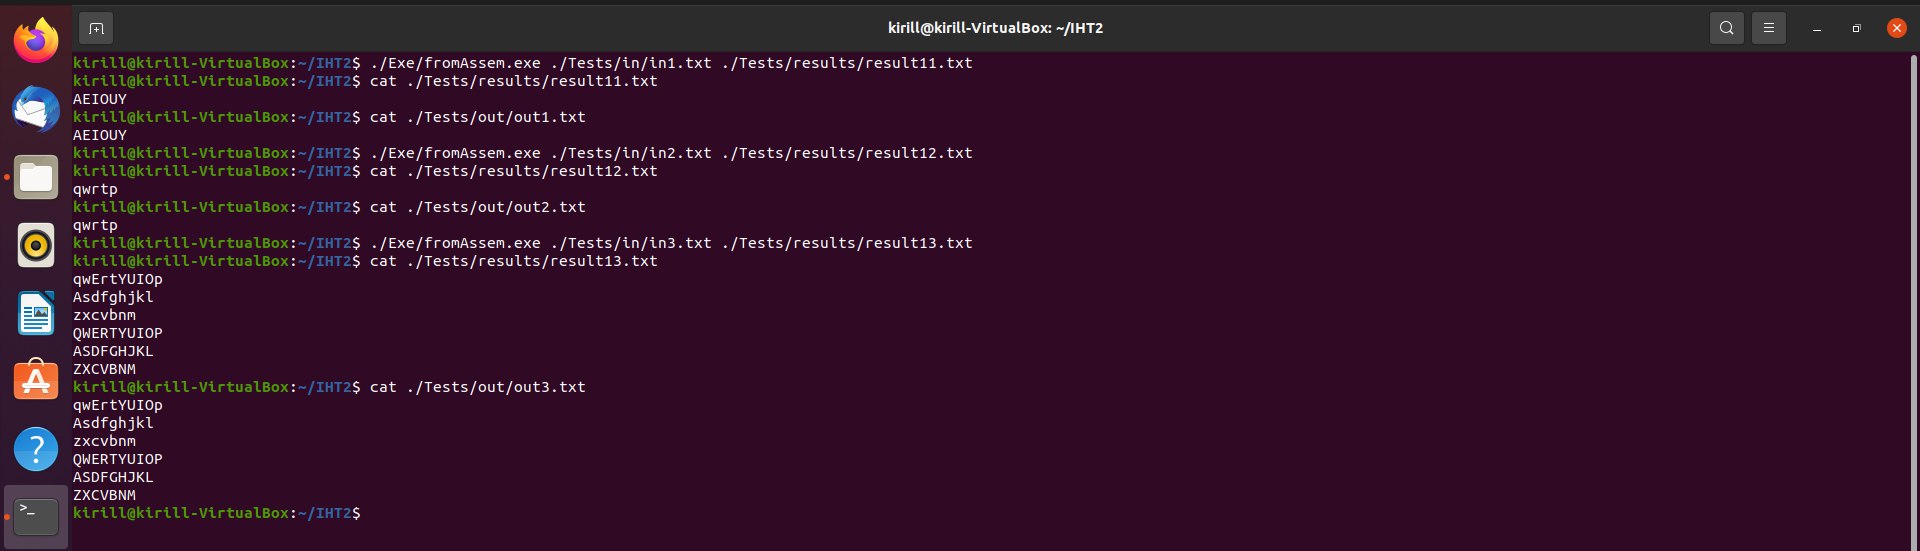 kirill@kirill-VirtualBox: ~/IHT2
kirill@kirill-VirtualBox:~/IHT2$ ./Exe/fromAssem.exe ./Tests/in/in1.txt ./Tests/results/result11.txt
kirill@kirill-VirtualBox:~/IHT2$ cat ./Tests/results/result11.txt
AEIOUY
kirill@kirill-VirtualBox:~/IHT2$ cat ./Tests/out/out1.txt
AEIOUY
kirill@kirill-VirtualBox:~/IHT2$ ./Exe/fromAssem.exe ./Tests/in/in2.txt ./Tests/results/result12.txt
kirill@kirill-VirtualBox:~/IHT2$ cat ./Tests/results/result12.txt
qwrtp
kirill@kirill-VirtualBox:~/IHT2$ cat ./Tests/out/out2.txt
qwrtp
kirill@kirill-VirtualBox:~/IHT2$ ./Exe/fromAssem.exe ./Tests/in/in3.txt ./Tests/results/result13.txt
kirill@kirill-VirtualBox:~/IHT2$ cat ./Tests/results/result13.txt
qwErtYUIOp
Asdfghjkl
zxcvbnm
QWERTYUIOP
ASDFGHJKL
ZXCVBNM
kirill@kirill-VirtualBox:~/IHT2$ cat ./Tests/out/out3.txt
qwErtYUIOp
Asdfghjkl
zxcvbnm
QWERTYUIOP
ASDFGHJKL
ZXCVBNM
kirill@kirill-VirtualBox:~/IHT2$